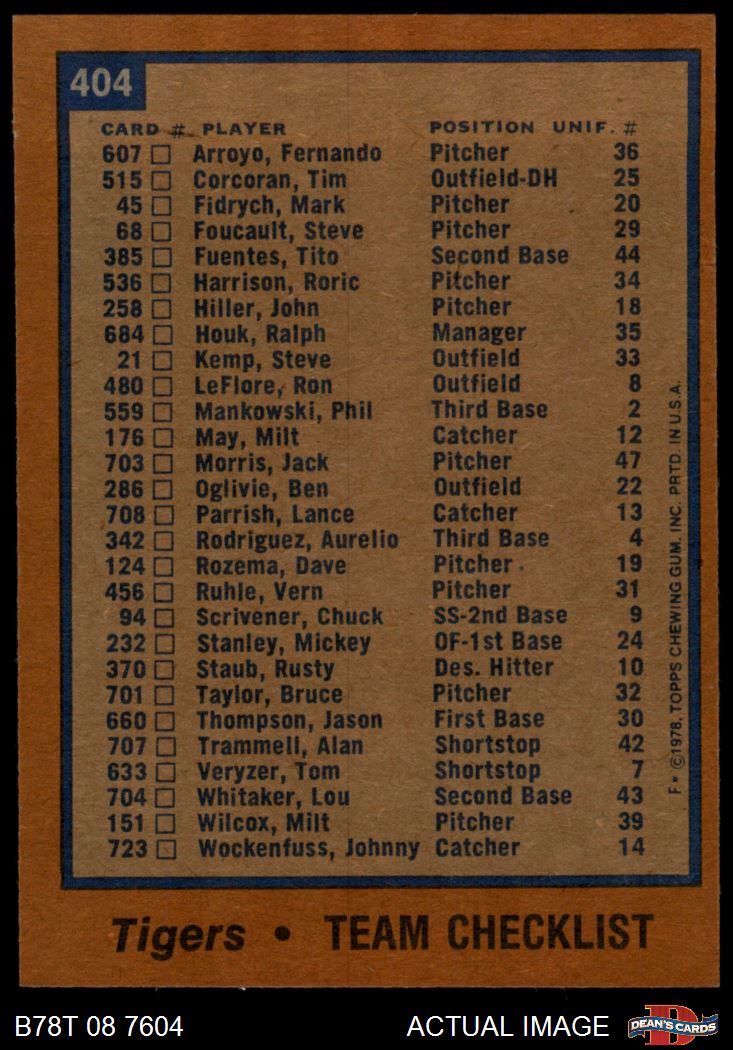 404
CARD # PLAYER POSITION UNIF. #
607 Arroyo, Fernando Pitcher 36
515 Corcoran, Tim Outfield-DH 25
45 Fidrych, Mark Pitcher 20
68 Foucault, Steve Pitcher 29
385 Fuentes, Tito Second Base 44
536 Harrison, Roric Pitcher 34
258 Hiller, John Pitcher 18
684 Houk, Ralph Manager 35
21 Kemp, Steve Outfield 33
480 LeFlore, Ron Outfield 8
559 Mankowski, Phil Third Base 2
176 May, Milt Catcher 12
703 Morris, Jack Pitcher 47
286 Oglivie, Ben Outfield 22
708 Parrish, Lance Catcher 13
342 Rodriguez, Aurelio Third Base 4
124 Rozema, Dave Pitcher 19
456 Ruhle, Vern Pitcher 31
94 Scrivener, Chuck SS-2nd Base 9
232 Stanley, Mickey OF-1st Base 24
370 Staub, Rusty Des. Hitter 10
701 Taylor, Bruce Pitcher 32
660 Thompson, Jason First Base 30
707 Trammell, Alan Shortstop 42
633 Veryzer, Tom Shortstop 7
704 Whitaker, Lou Second Base 43
151 Wilcox, Milt Pitcher 39
723 Wockenfuss, Johnny Catcher 14
F* ©1978, TOPPS CHEWING GUM, INC. PRTD. IN U.S.A.
Tigers • TEAM CHECKLIST
B78T 08 7604 ACTUAL IMAGE D DEAN'S CARDS